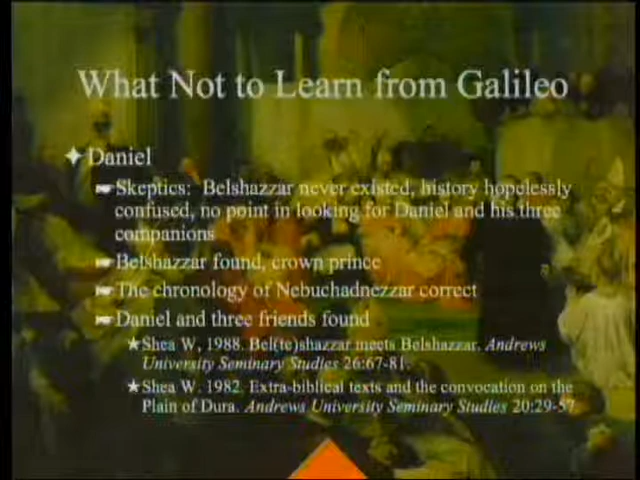 What Not to Learn from Galileo
Daniel
Skeptics: Belshazzar never existed, history hopelessly
confused, no point in looking for Daniel and his three
companions
Belshazzar found, crown prince
The chronology of Nebuchadnezzar correct
Daniel and three friends found
Shea W, 1988. Bel(te)shazzar meets Belshazzar. Andrews
University Seminary Studies 26:67-81.
Shea W. 1982. Extra-biblical texts and the convocation on the
Plain of Dura. Andrews University Seminary Studies 20:29-57